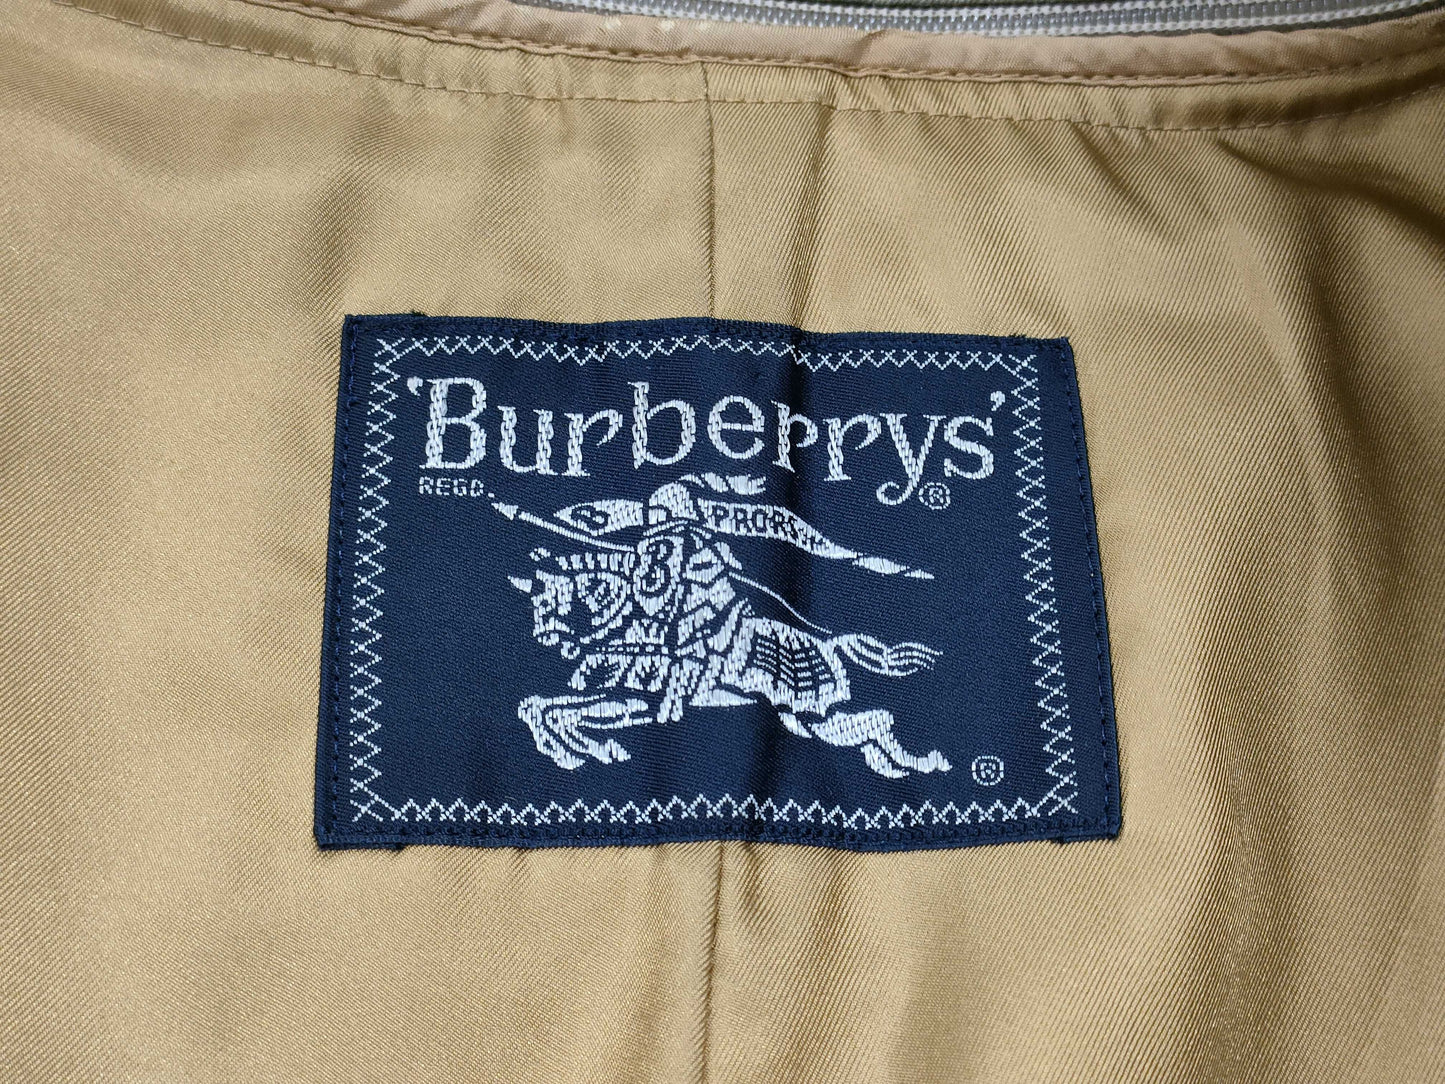 'Burberrys'
REGD. ®
B PRORSUM
B
®